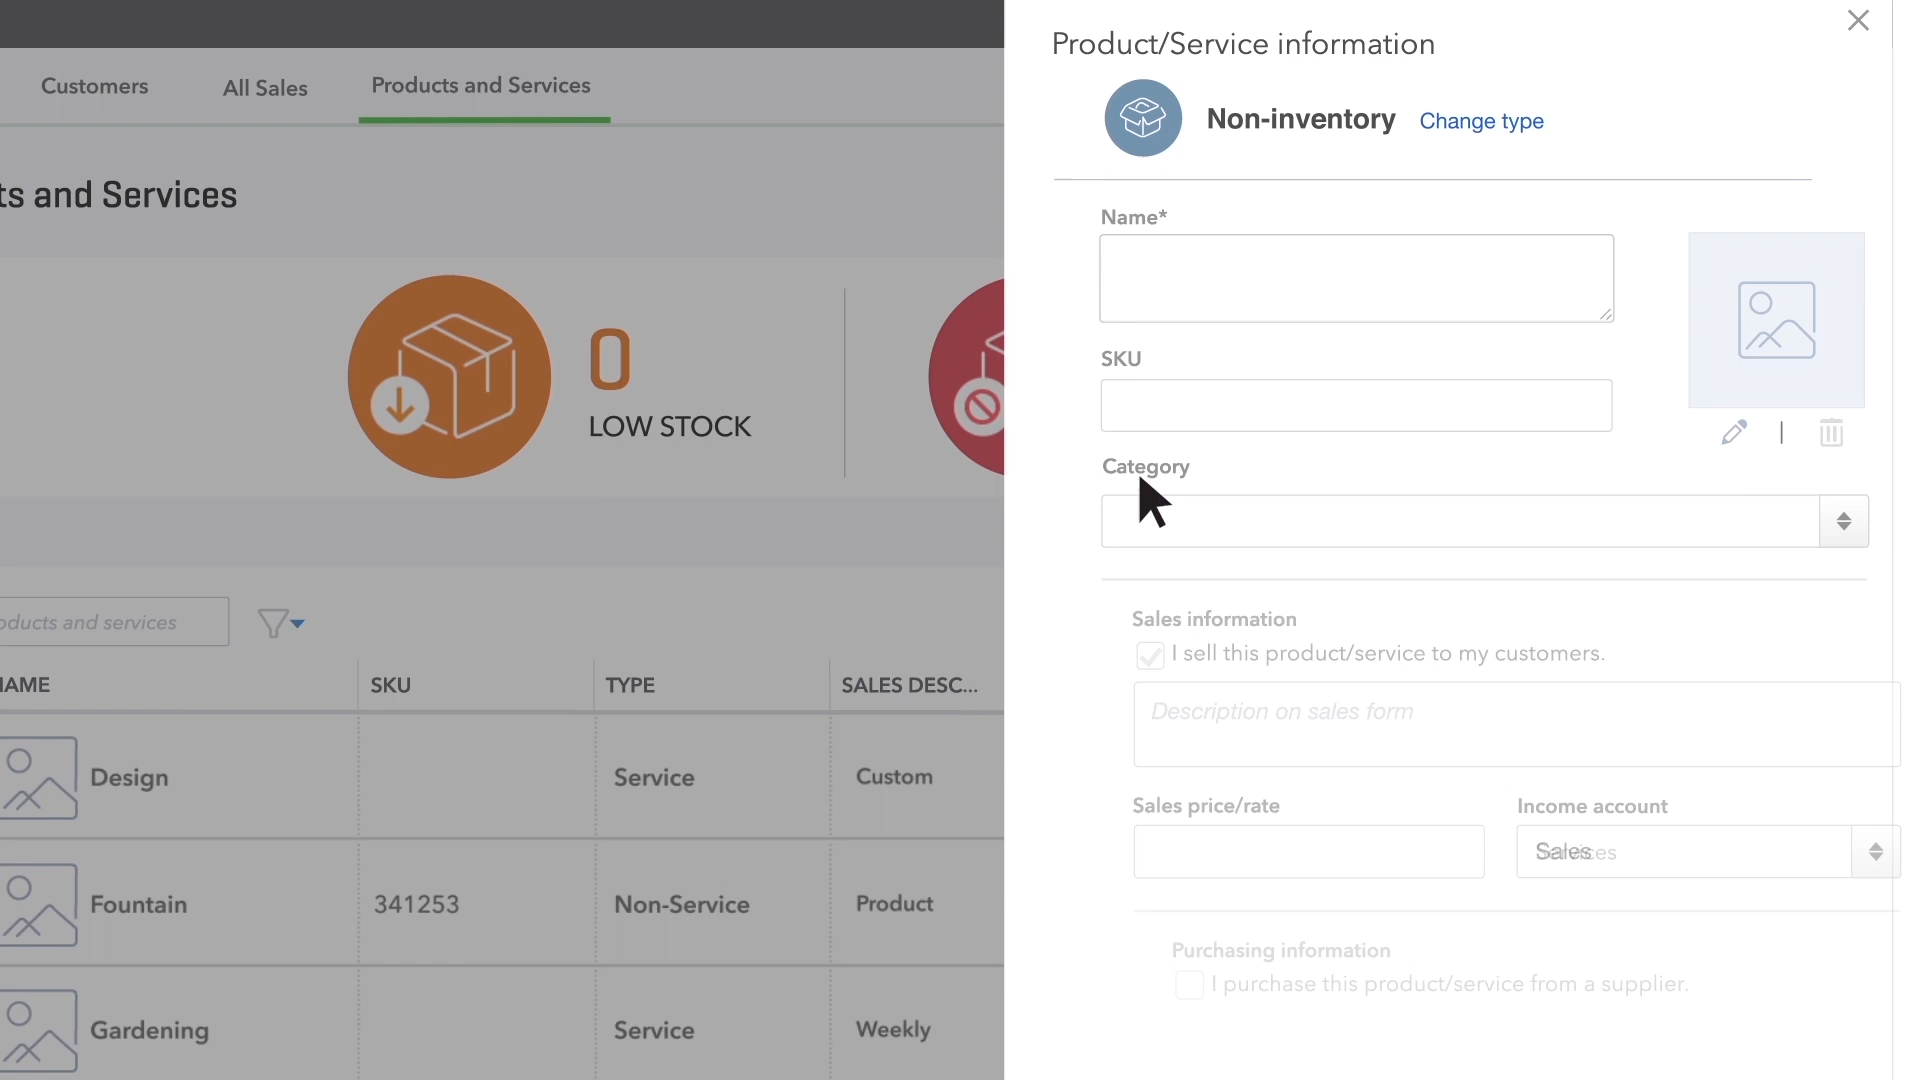 Customers
All Sales
Products and Services
ts and Services
0
LOW STOCK
oducts and services
AME
SKU
TYPE
SALES DESC...
Design
Service
Custom
Fountain
341253
Non-Service
Product
Gardening
Service
Weekly
Product/Service information
Non-inventory
Change type
Name*
SKU
Category
Sales information
I sell this product/service to my customers.
Description on sales form
Sales price/rate
Income account
Sales
Purchasing information
I purchase this product/service from a supplier.